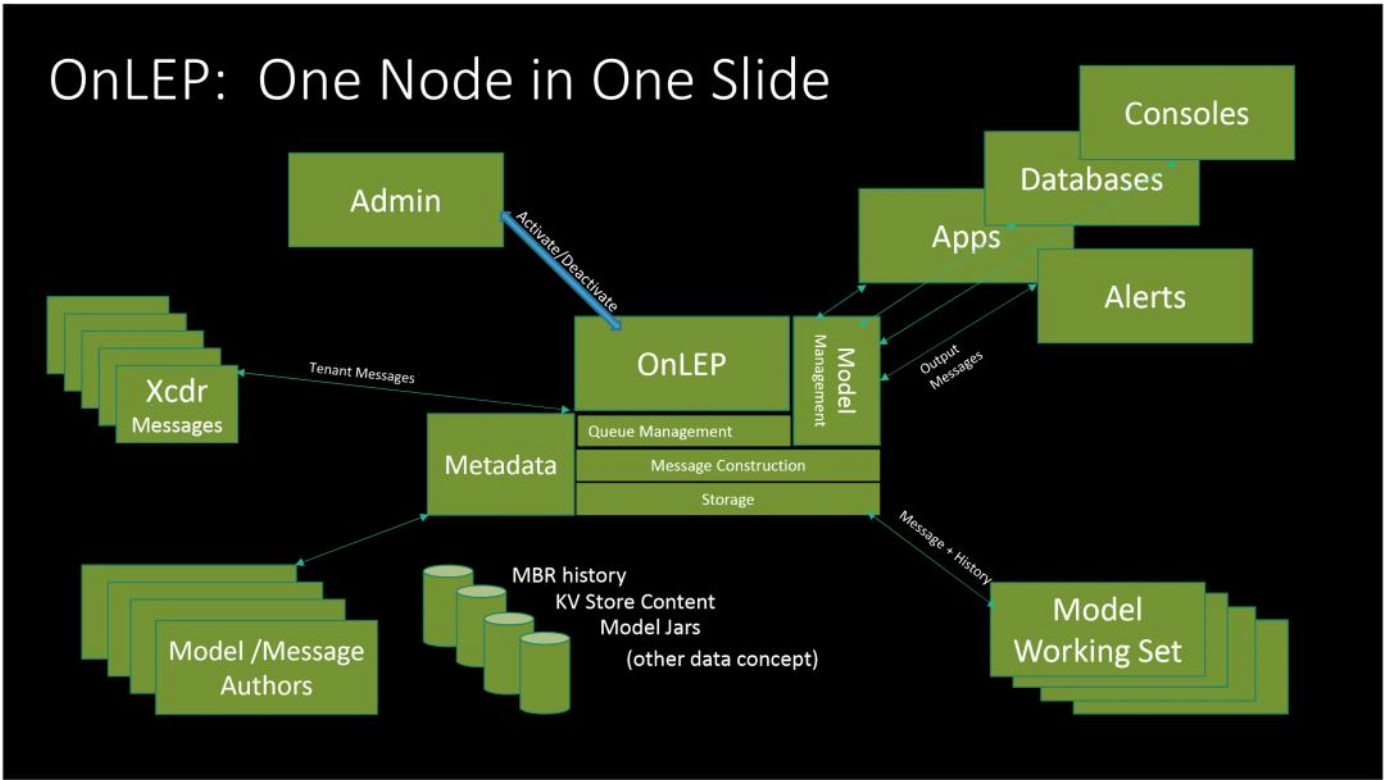 OnLEP:  One Node in One Slide
Consoles
Databases
Admin
Apps
Activate/Deactivate
Alerts
OnLEP
Model
Management
Output
Messages
Tenant Messages
Xcdr
Messages
Queue Management
Metadata
Message Construction
Storage
Message + History
MBR history
KV Store Content
Model Jars
(other data concept)
Model /Message
Authors
Model
Working Set